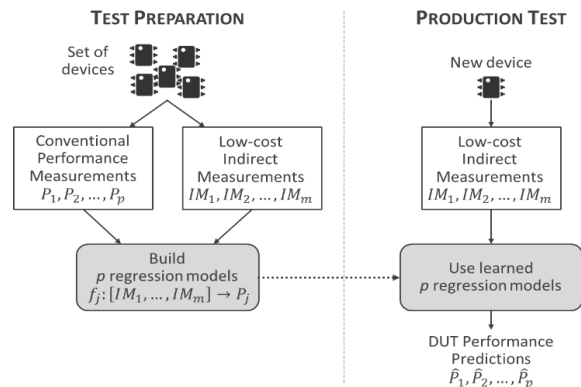 TEST PREPARATION
Set of
devices
Conventional
Performance
Measurements
P₁, P₂, …, Pₚ
Low-cost
Indirect
Measurements
IM₁, IM₂, …, IMₘ
Build
p regression models
fⱼ: [IM₁, …, IMₘ] → Pⱼ
PRODUCTION TEST
New device
Low-cost
Indirect
Measurements
IM₁, IM₂, …, IMₘ
Use learned
p regression models
DUT Performance
Predictions
P̂₁, P̂₂, …, P̂ₚ